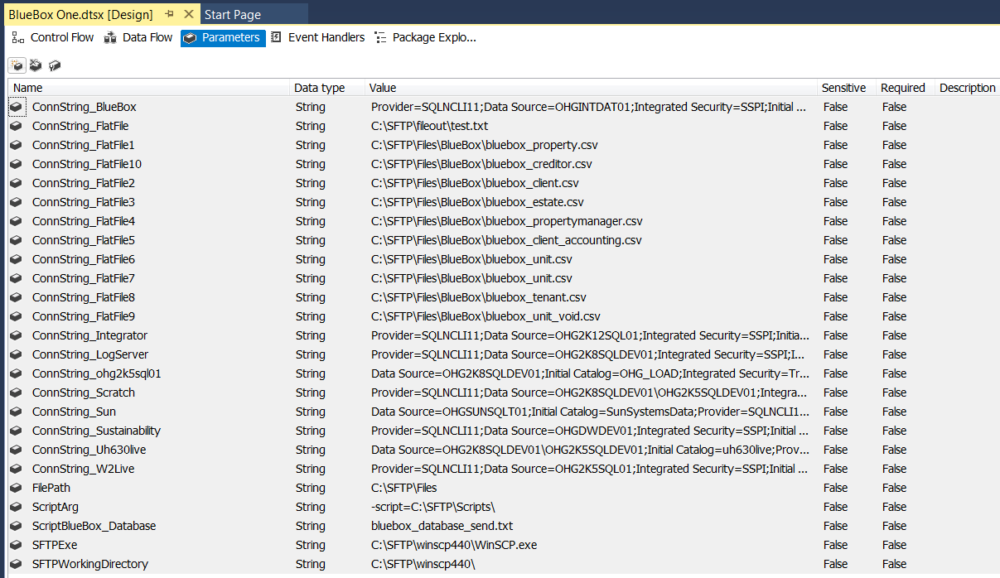 BlueBox One.dtsx [Design] Start Page
Control Flow Data Flow Parameters Event Handlers Package Explo...
Name Data type Value Sensitive Required Description
ConnString_BlueBox String Provider=SQLNCLI11;Data Source=OHGINTDAT01;Integrated Security=SSPI;Initial ... False False
ConnString_FlatFile String C:\SFTP\fileout\test.txt False False
ConnString_FlatFile1 String C:\SFTP\Files\BlueBox\bluebox_property.csv False False
ConnString_FlatFile10 String C:\SFTP\Files\BlueBox\bluebox_creditor.csv False False
ConnString_FlatFile2 String C:\SFTP\Files\BlueBox\bluebox_client.csv False False
ConnString_FlatFile3 String C:\SFTP\Files\BlueBox\bluebox_estate.csv False False
ConnString_FlatFile4 String C:\SFTP\Files\BlueBox\bluebox_propertymanager.csv False False
ConnString_FlatFile5 String C:\SFTP\Files\BlueBox\bluebox_client_accounting.csv False False
ConnString_FlatFile6 String C:\SFTP\Files\BlueBox\bluebox_unit.csv False False
ConnString_FlatFile7 String C:\SFTP\Files\BlueBox\bluebox_unit.csv False False
ConnString_FlatFile8 String C:\SFTP\Files\BlueBox\bluebox_tenant.csv False False
ConnString_FlatFile9 String C:\SFTP\Files\BlueBox\bluebox_unit_void.csv False False
ConnString_Integrator String Provider=SQLNCLI11;Data Source=OHG2K12SQL01;Integrated Security=SSPI;Initia... False False
ConnString_LogServer String Provider=SQLNCLI11;Data Source=OHG2K8SQLDEV01;Integrated Security=SSPI;I... False False
ConnString_ohg2k5sql01 String Data Source=OHG2K8SQLDEV01;Initial Catalog=OHG_LOAD;Integrated Security=Tr... False False
ConnString_Scratch String Provider=SQLNCLI11;Data Source=OHG2K8SQLDEV01\OHG2K5SQLDEV01;Integra... False False
ConnString_Sun String Data Source=OHGSUNSQLT01;Initial Catalog=SunSystemsData;Provider=SQLNCLI1... False False
ConnString_Sustainability String Provider=SQLNCLI11;Data Source=OHGDWDEV01;Integrated Security=SSPI;Initial ... False False
ConnString_Uh630live String Data Source=OHG2K8SQLDEV01\OHG2K5SQLDEV01;Initial Catalog=uh630live;Prov... False False
ConnString_W2Live String Provider=SQLNCLI11;Data Source=OHG2K5SQL01;Integrated Security=SSPI;Initial ... False False
FilePath String C:\SFTP\Files False False
ScriptArg String -script=C:\SFTP\Scripts\ False False
ScriptBlueBox_Database String bluebox_database_send.txt False False
SFTPExe String C:\SFTP\winscp440\WinSCP.exe False False
SFTPWorkingDirectory String C:\SFTP\winscp440\ False False